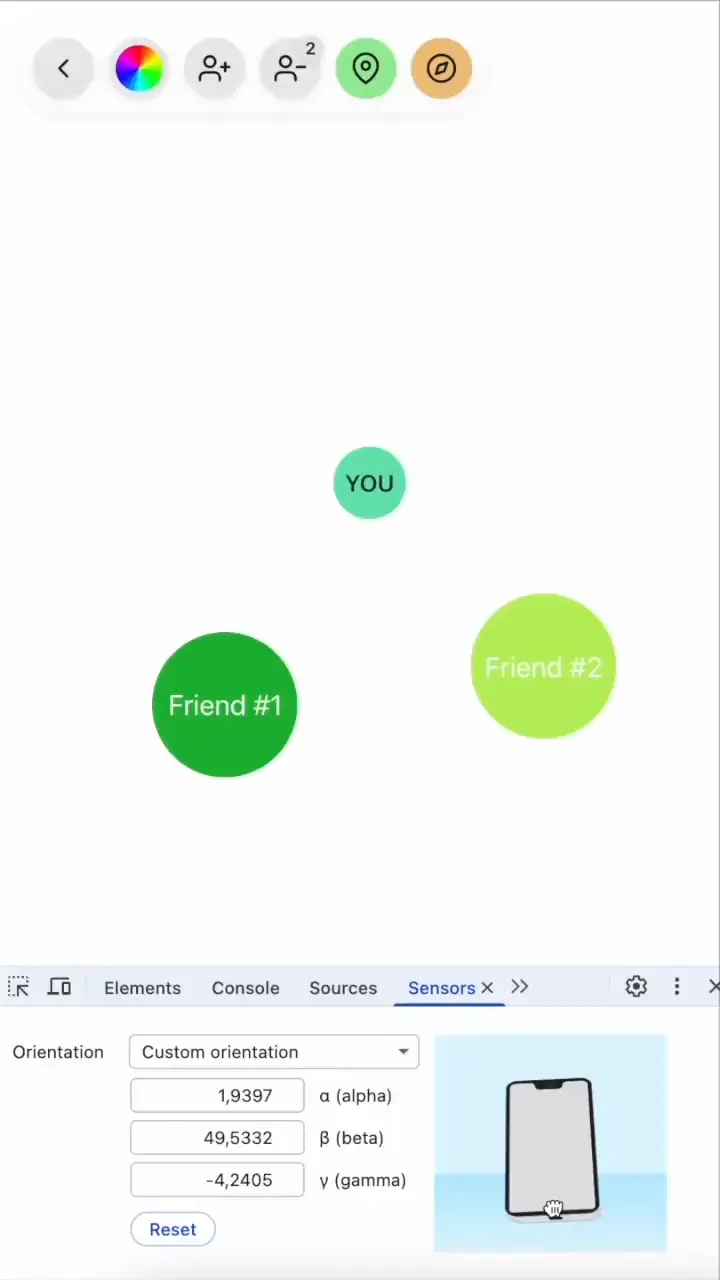 2
YOU
Friend #2
Friend #1
Elements Console Sources Sensors
Orientation Custom orientation
1,9397 α (alpha)
49,5332 β (beta)
-4,2405 γ (gamma)
Reset